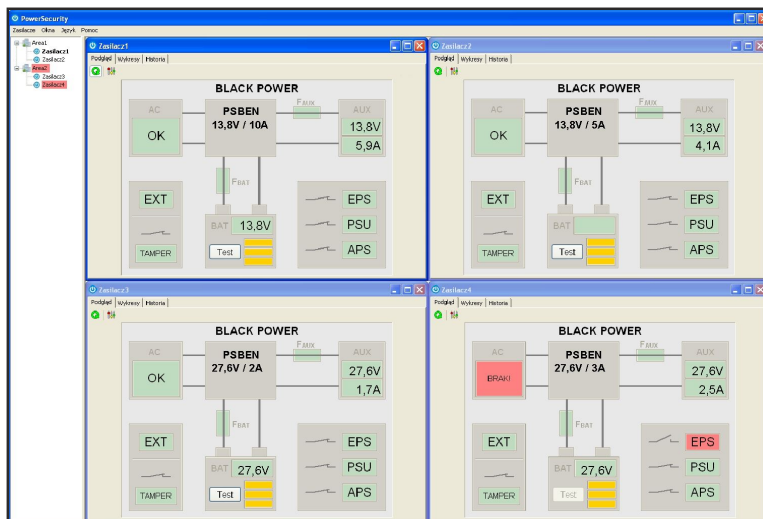 PowerSecurity
Zasilacze Okna Język Pomoc
Area1
Zasilacz1
Zasilacz2
Area2
Zasilacz3
Zasilacz4
Zasilacz1
Podgląd Wykresy Historia
BLACK POWER
AC
OK
PSBEN
13,8V / 10A
FAUX
AUX
13,8V
5,9A
FBAT
EXT
TAMPER
BAT 13,8V
Test
EPS
PSU
APS
Zasilacz2
Podgląd Wykresy Historia
BLACK POWER
AC
OK
PSBEN
13,8V / 5A
FAUX
AUX
13,8V
4,1A
FBAT
EXT
TAMPER
BAT
Test
EPS
PSU
APS
Zasilacz3
Podgląd Wykresy Historia
BLACK POWER
AC
OK
PSBEN
27,6V / 2A
FAUX
AUX
27,6V
1,7A
FBAT
EXT
TAMPER
BAT 27,6V
Test
EPS
PSU
APS
Zasilacz4
Podgląd Wykresy Historia
BLACK POWER
AC
BRAK!
PSBEN
27,6V / 3A
FAUX
AUX
27,6V
2,5A
FBAT
EXT
TAMPER
BAT 27,6V
Test
EPS
PSU
APS